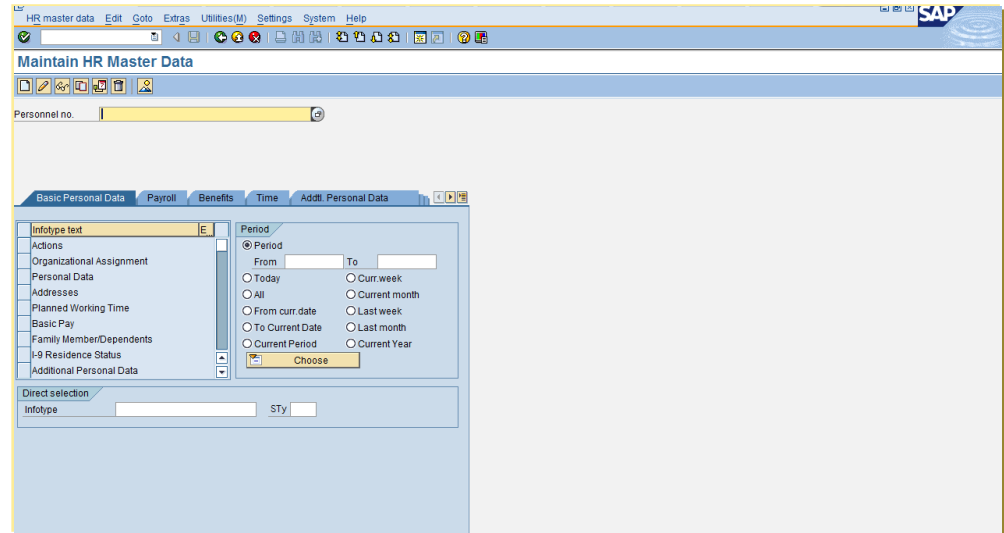 HR master data Edit Goto Extras Utilities(M) Settings System Help
SAP
Maintain HR Master Data
Personnel no.
Basic Personal Data Payroll Benefits Time Addtl. Personal Data
Infotype text E..
Actions
Organizational Assignment
Personal Data
Addresses
Planned Working Time
Basic Pay
Family Member/Dependents
I-9 Residence Status
Additional Personal Data
Period
Period
From To
Today Curr.week
All Current month
From curr.date Last week
To Current Date Last month
Current Period Current Year
Choose
Direct selection
Infotype STy